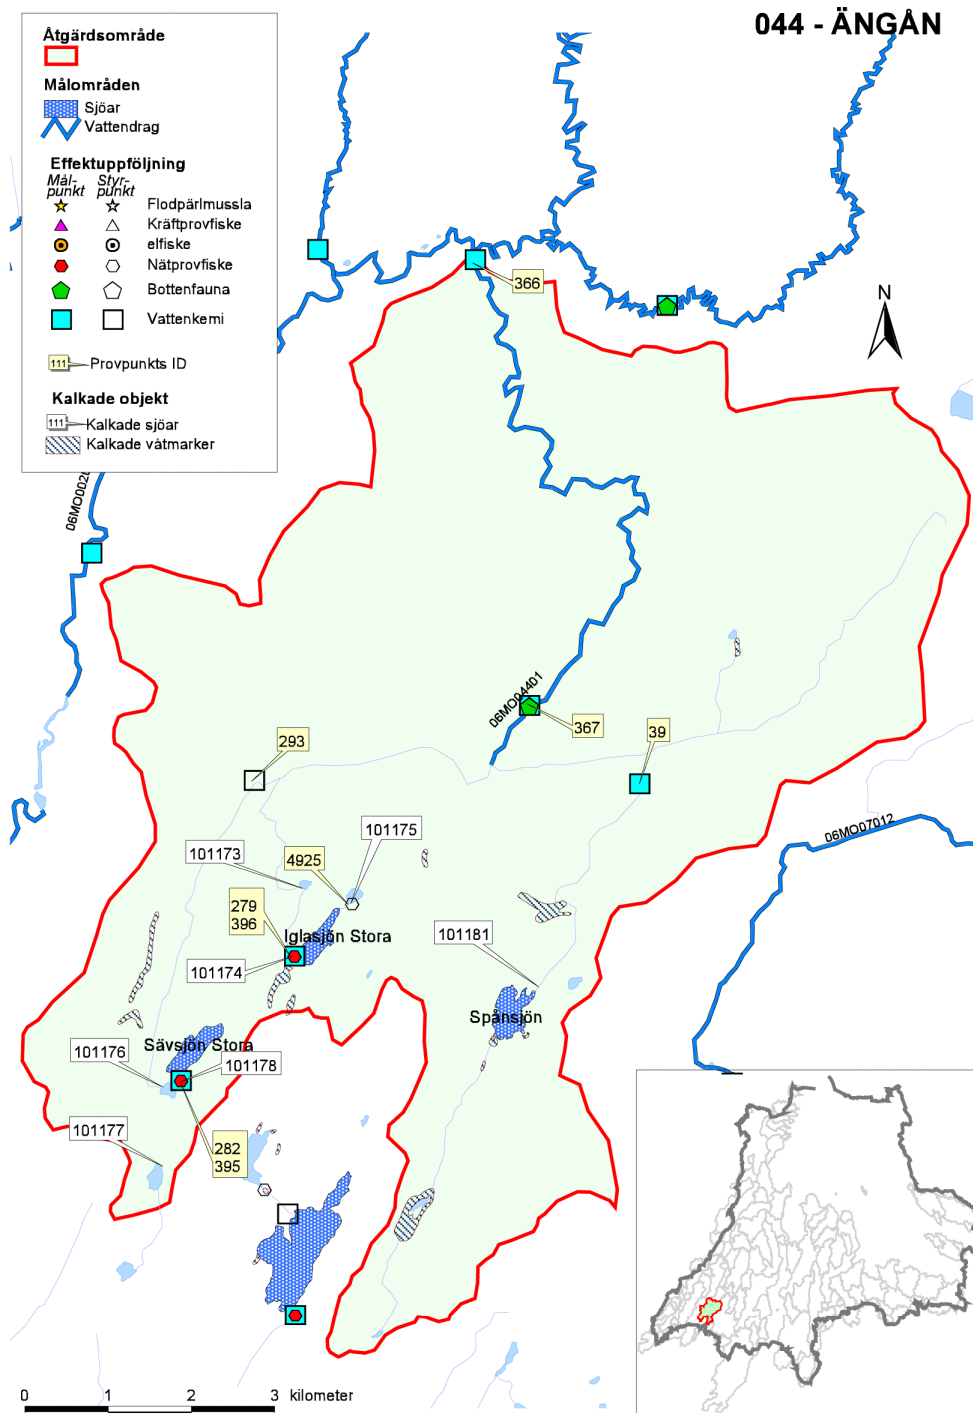 044 - ÄNGÅN
Åtgärdsområde
Målområden
Sjöar
Vattendrag
Effektuppföljning
Mål-
punkt
Styr-
punkt
Flodpärlmussla
Kräftprovfiske
elfiske
Nätprovfiske
Bottenfauna
Vattenkemi
111
Provpunkts ID
Kalkade objekt
111
Kalkade sjöar
Kalkade våtmarker
N
366
06MO04401
367
39
293
06MO07012
101175
101173
4925
279
396
Iglasjön Stora
101181
101174
Spånsjön
Sävsjön Stora
101176
101178
101177
282
395
0 1 2 3 kilometer